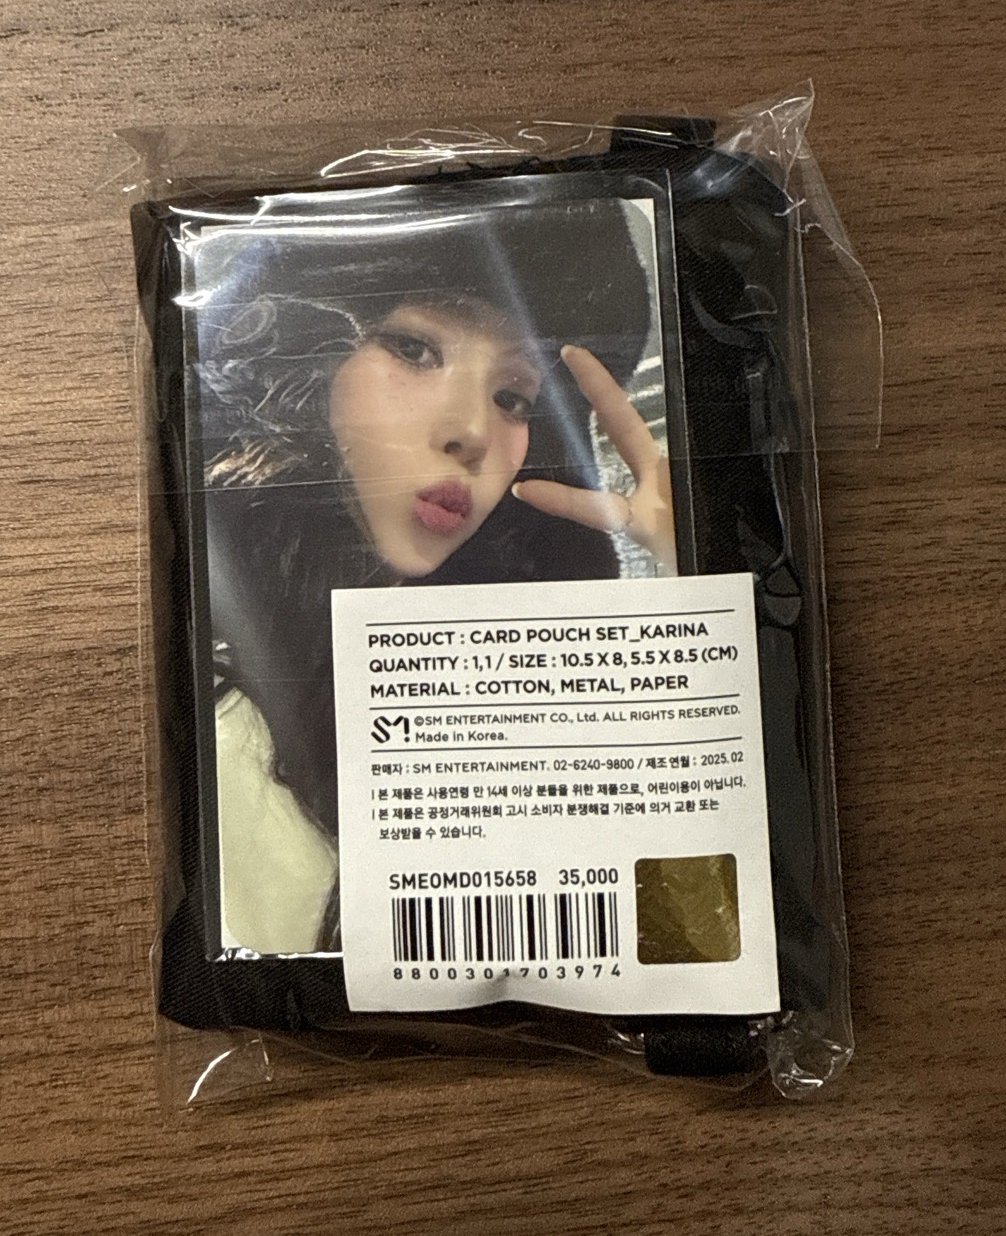 PRODUCT : CARD POUCH SET_KARINA
QUANTITY : 1,1 / SIZE : 10.5 X 8, 5.5 X 8.5 (CM)
MATERIAL : COTTON, METAL, PAPER
SM! ©SM ENTERTAINMENT CO., Ltd. ALL RIGHTS RESERVED.
Made in Korea.
판매자 : SM ENTERTAINMENT. 02-6240-9800 / 제조 연월 : 2025.02
| 본 제품은 사용연령 만 14세 이상 분들을 위한 제품으로, 어린이용이 아닙니다.
| 본 제품은 공정거래위원회 고시 소비자 분쟁해결 기준에 의거 교환 또는
보상받을 수 있습니다.
SMEOMD015658 35,000
8800301703974